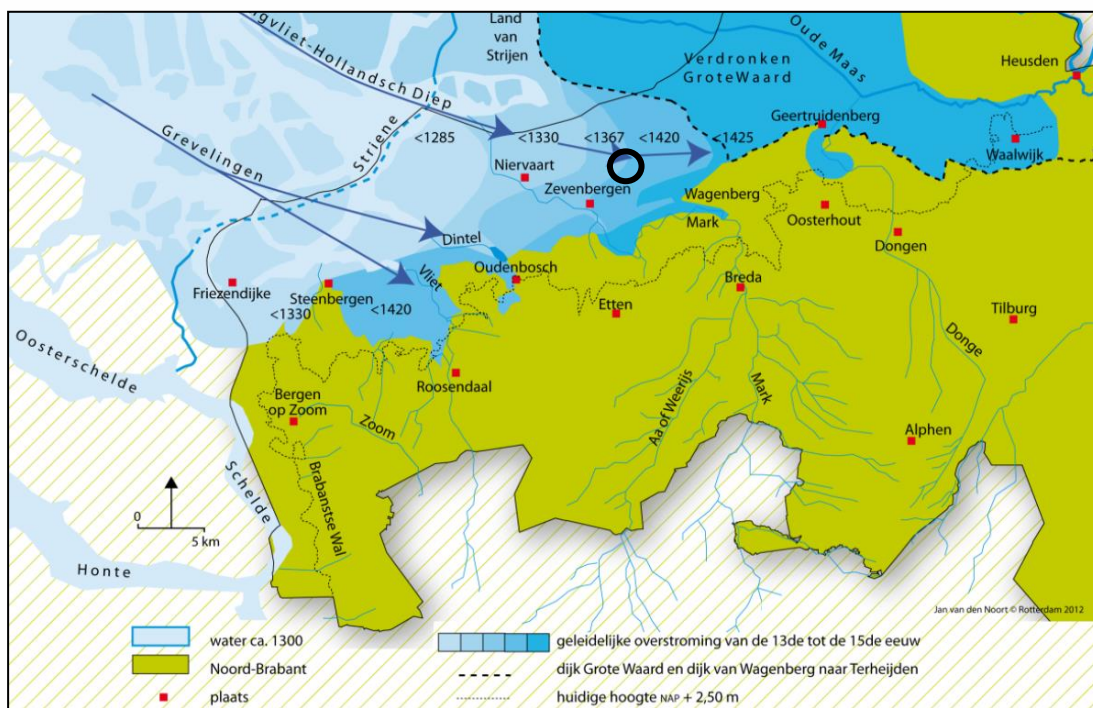 Land
van
Strijen
gvliet-Hollandsch Diep
Oude Maas
Verdronken
Grote Waard
Heusden
Grevelingen
Striene
<1285
<1330
<1367
<1420
<1425
Geertruidenberg
Waalwijk
Niervaart
Zevenbergen
Wagenberg
Mark
Oosterhout
Dongen
Dintel
Oudenbosch
Vliet
Breda
Friezendijke
Steenbergen
Etten
Tilburg
<1330
<1420
Oosterschelde
Donge
Roosendaal
Bergen
op Zoom
Zoom
Aa of Weerijs
Mark
Alphen
Schelde
Brabantse Wal
0
5 km
Honte
Jan van den Noort © Rotterdam 2012
water ca. 1300
geleidelijke overstroming van de 13de tot de 15de eeuw
Noord-Brabant
dijk Grote Waard en dijk van Wagenberg naar Terheijden
plaats
huidige hoogte NAP + 2,50 m